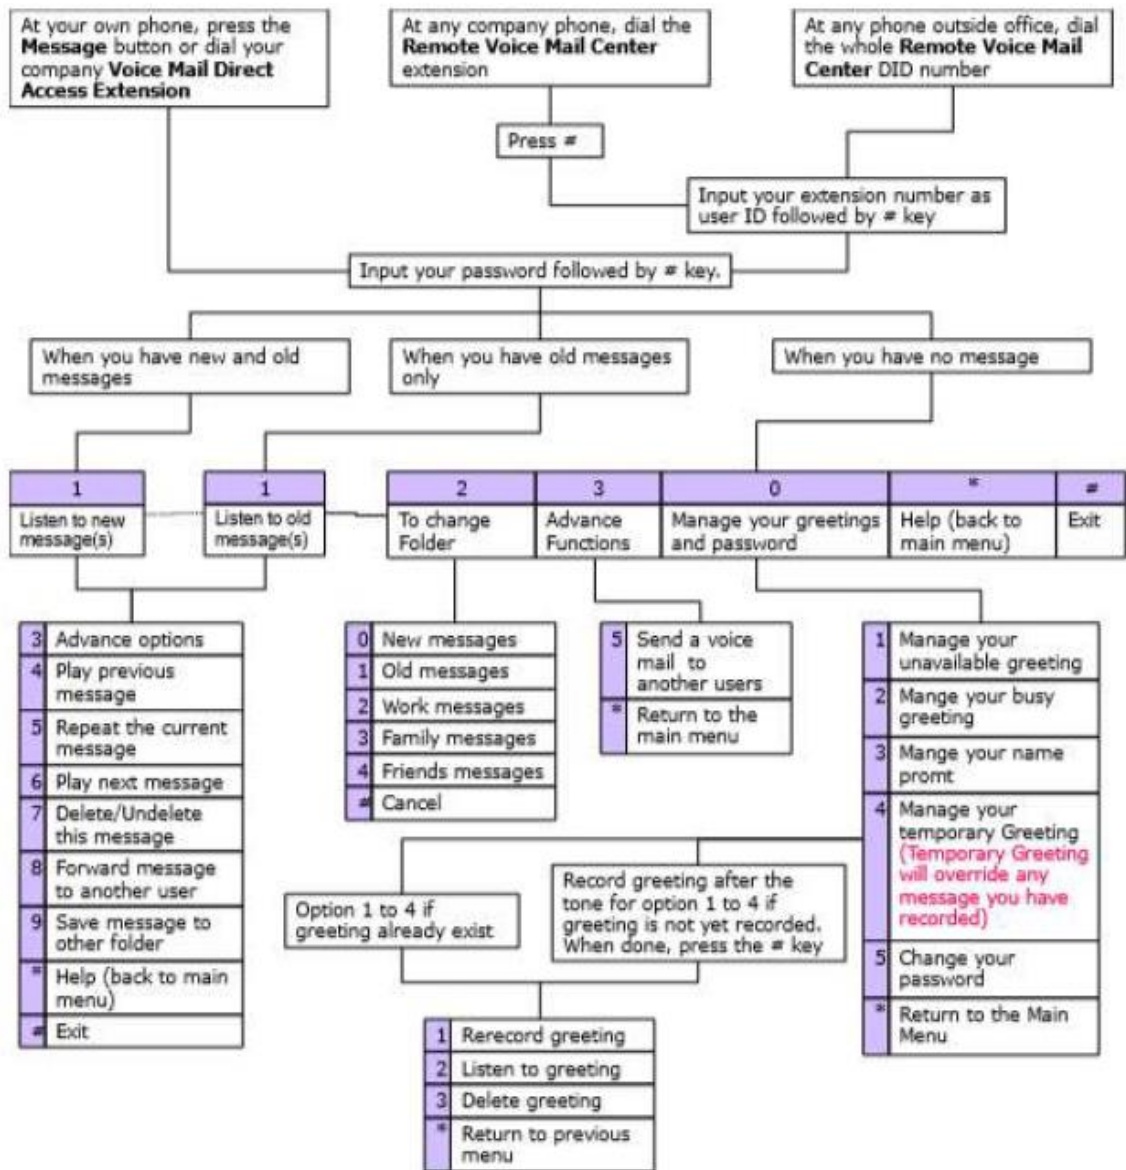 At your own phone, press the
Message button or dial your
company Voice Mail Direct
Access Extension
At any company phone, dial the
Remote Voice Mail Center
extension
At any phone outside office, dial
the whole Remote Voice Mail
Center DID number
Press #
Input your extension number as
user ID followed by # key
Input your password followed by # key.
When you have new and old
messages
When you have old messages
only
When you have no message
1
Listen to new
message(s)
1
Listen to old
message(s)
2
To change
Folder
3
Advance
Functions
0
Manage your greetings
and password
*
Help (back to
main menu)
#
Exit
3 Advance options
4 Play previous
message
5 Repeat the current
message
6 Play next message
7 Delete/Undelete
this message
8 Forward message
to another user
9 Save message to
other folder
* Help (back to main
menu)
# Exit
0 New messages
1 Old messages
2 Work messages
3 Family messages
4 Friends messages
# Cancel
5 Send a voice
mail to
another users
* Return to the
main menu
1 Manage your
unavailable greeting
2 Mange your busy
greeting
3 Mange your name
promt
4 Manage your
temporary Greeting
(Temporary Greeting
will override any
message you have
recorded)
5 Change your
password
* Return to the Main
Menu
Option 1 to 4 if
greeting already exist
Record greeting after the
tone for option 1 to 4 if
greeting is not yet recorded.
When done, press the # key
1 Rerecord greeting
2 Listen to greeting
3 Delete greeting
* Return to previous
menu